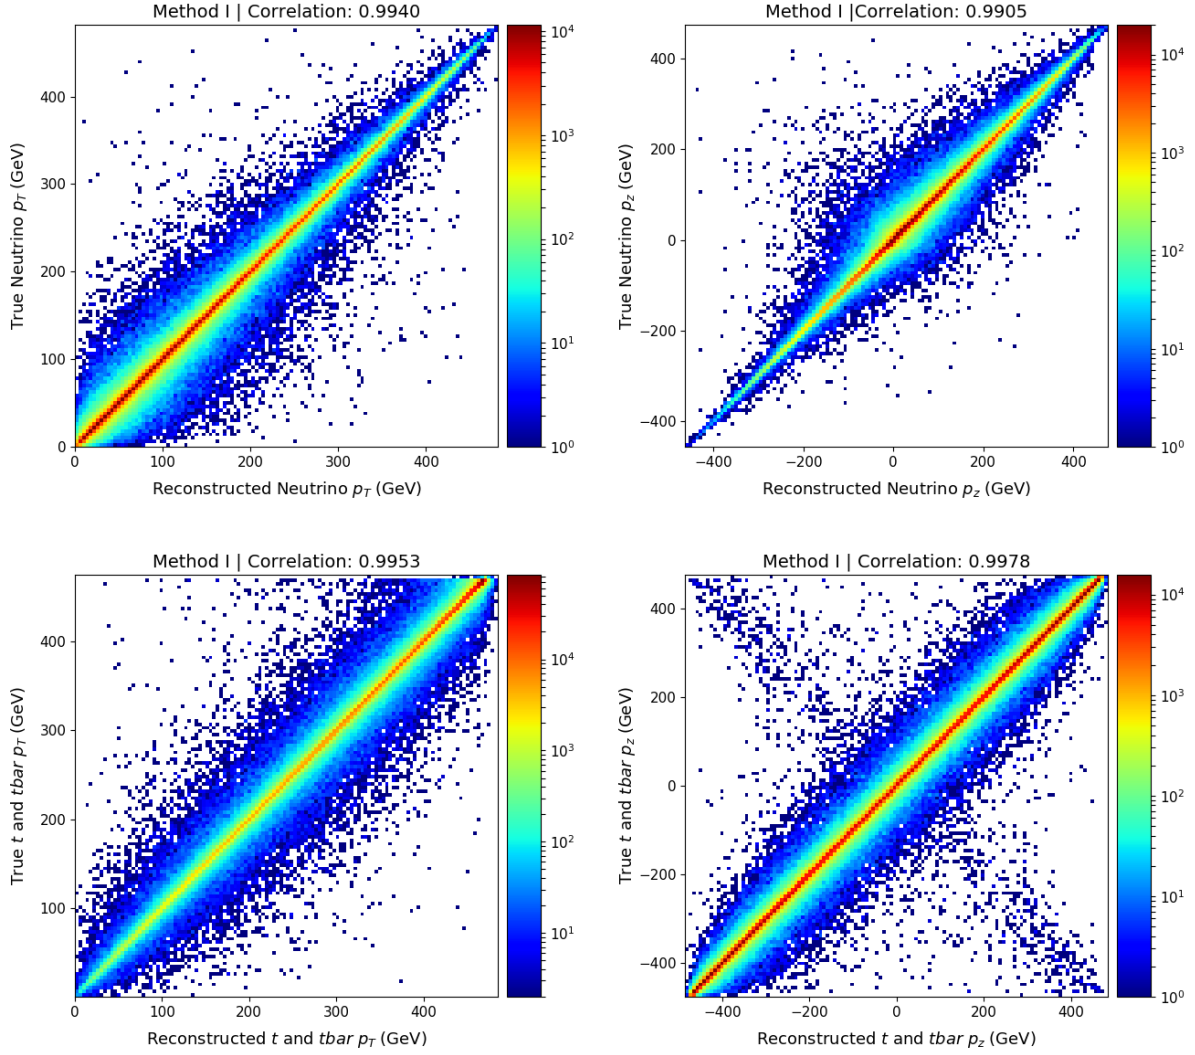 Method I | Correlation: 0.9940
True Neutrino p_T (GeV)
400
300
200
100
0
0 100 200 300 400
Reconstructed Neutrino p_T (GeV)
10^4
10^3
10^2
10^1
10^0
Method I |Correlation: 0.9905
True Neutrino p_z (GeV)
400
200
0
−200
−400
−400 −200 0 200 400
Reconstructed Neutrino p_z (GeV)
10^4
10^3
10^2
10^1
10^0
Method I | Correlation: 0.9953
True t and tbar p_T (GeV)
400
300
200
100
0 100 200 300 400
Reconstructed t and tbar p_T (GeV)
10^4
10^3
10^2
10^1
Method I | Correlation: 0.9978
True t and tbar p_z (GeV)
400
200
0
−200
−400
−400 −200 0 200 400
Reconstructed t and tbar p_z (GeV)
10^4
10^3
10^2
10^1
10^0